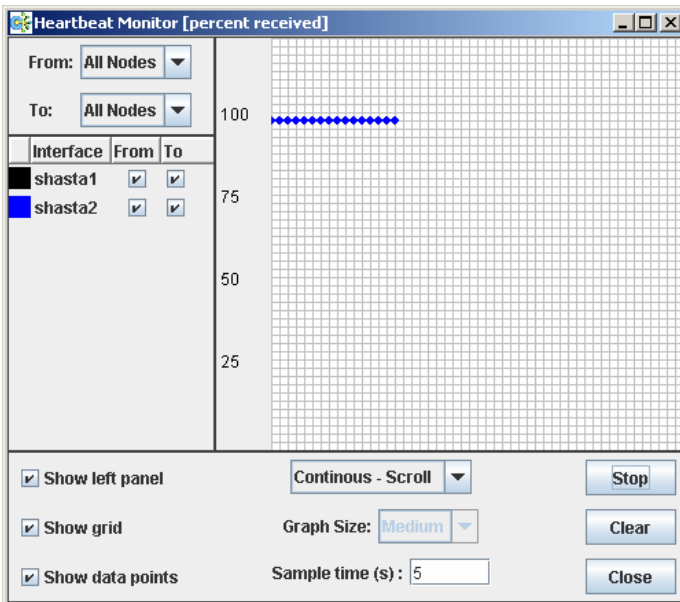 Heartbeat Monitor [percent received]
From: All Nodes
To: All Nodes
Interface From To
shasta1
shasta2
100
75
50
25
Show left panel
Continous - Scroll
Stop
Show grid
Graph Size: Medium
Clear
Show data points
Sample time (s) : 5
Close